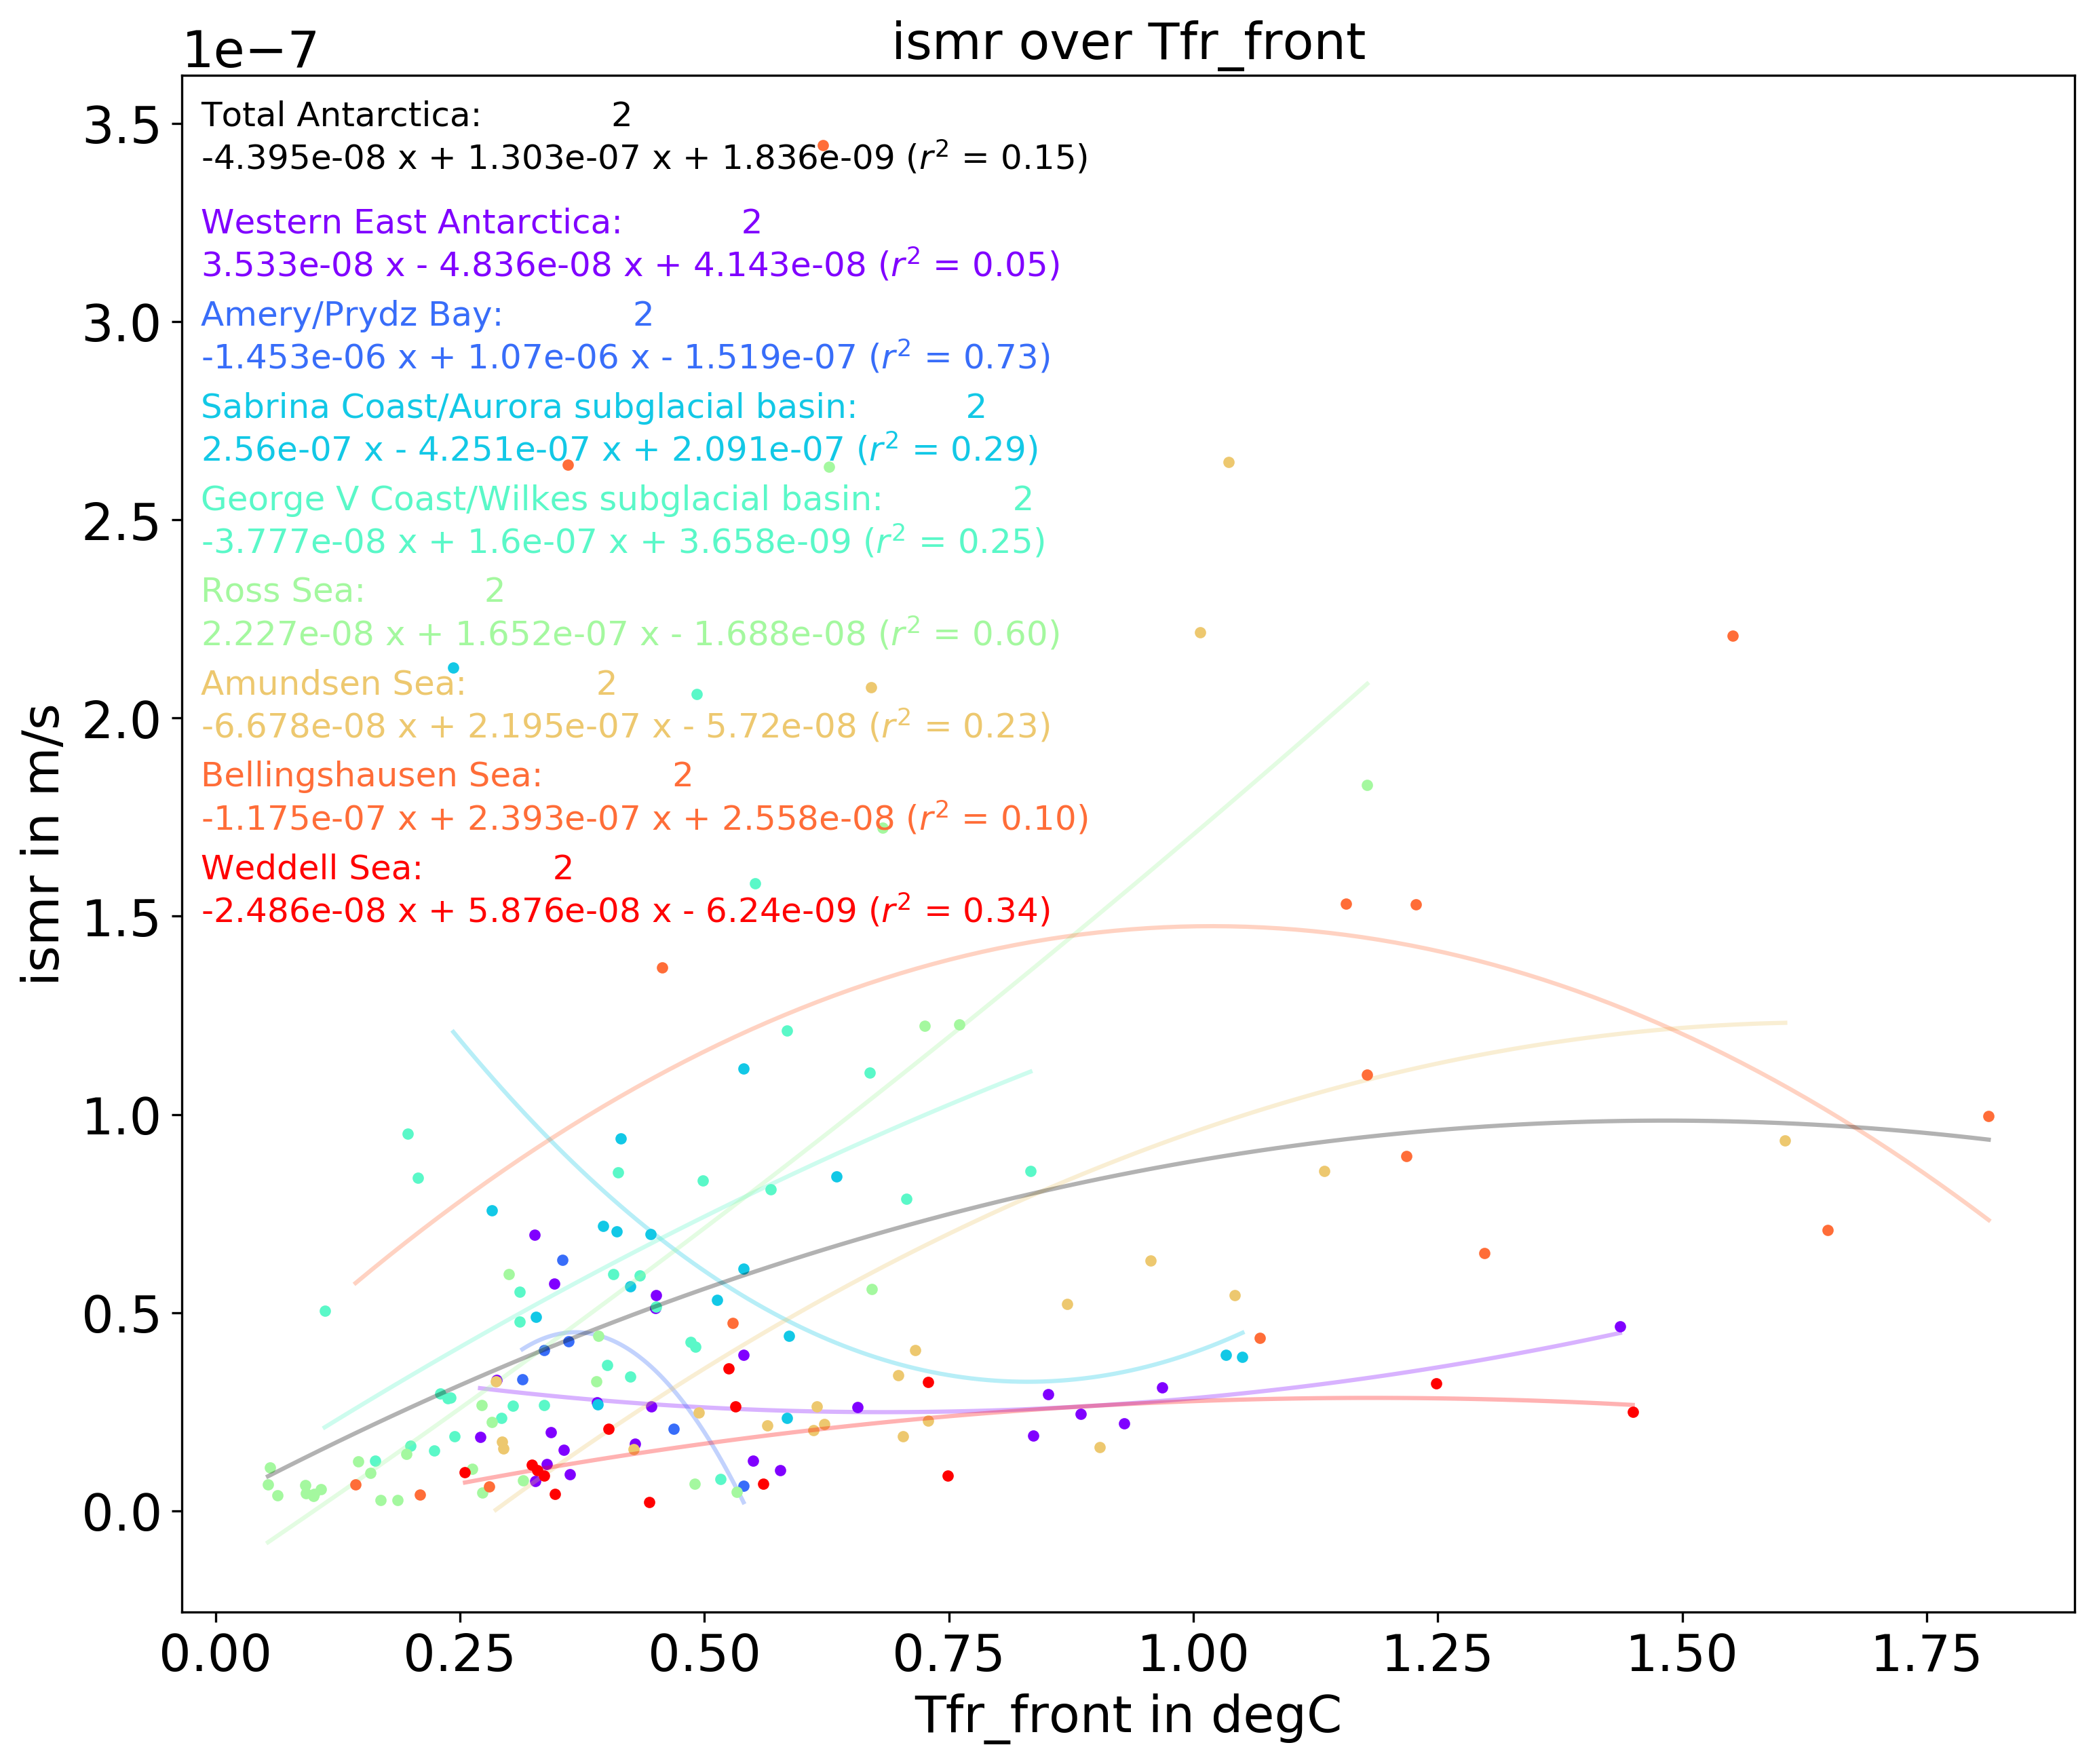 ismr over Tfr_front
1e−7
Total Antarctica: 2
-4.395e-08 x + 1.303e-07 x + 1.836e-09 (r² = 0.15)
Western East Antarctica: 2
3.533e-08 x - 4.836e-08 x + 4.143e-08 (r² = 0.05)
Amery/Prydz Bay: 2
-1.453e-06 x + 1.07e-06 x - 1.519e-07 (r² = 0.73)
Sabrina Coast/Aurora subglacial basin: 2
2.56e-07 x - 4.251e-07 x + 2.091e-07 (r² = 0.29)
George V Coast/Wilkes subglacial basin: 2
-3.777e-08 x + 1.6e-07 x + 3.658e-09 (r² = 0.25)
Ross Sea: 2
2.227e-08 x + 1.652e-07 x - 1.688e-08 (r² = 0.60)
Amundsen Sea: 2
-6.678e-08 x + 2.195e-07 x - 5.72e-08 (r² = 0.23)
Bellingshausen Sea: 2
-1.175e-07 x + 2.393e-07 x + 2.558e-08 (r² = 0.10)
Weddell Sea: 2
-2.486e-08 x + 5.876e-08 x - 6.24e-09 (r² = 0.34)
3.5
3.0
2.5
2.0
1.5
1.0
0.5
0.0
ismr in m/s
0.00 0.25 0.50 0.75 1.00 1.25 1.50 1.75
Tfr_front in degC